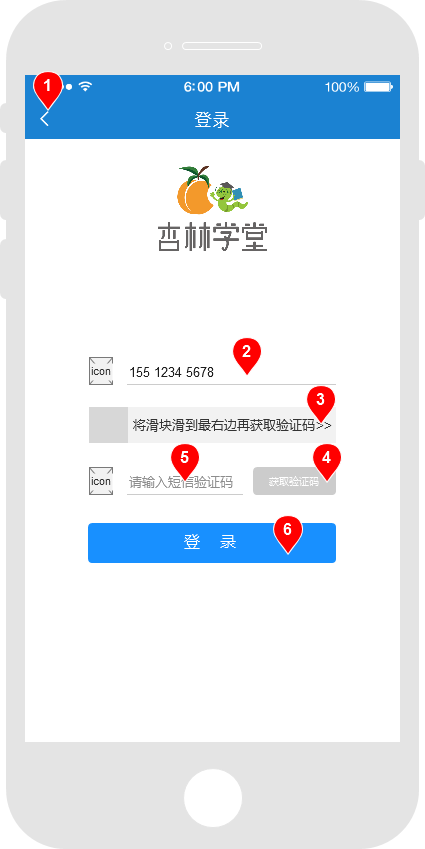 1
6:00 PM 100%
登录
杏林学堂
2
icon 155 1234 5678
3
将滑块滑到最右边再获取验证码>>
5 4
icon 请输入短信验证码 获取验证码
6
登 录